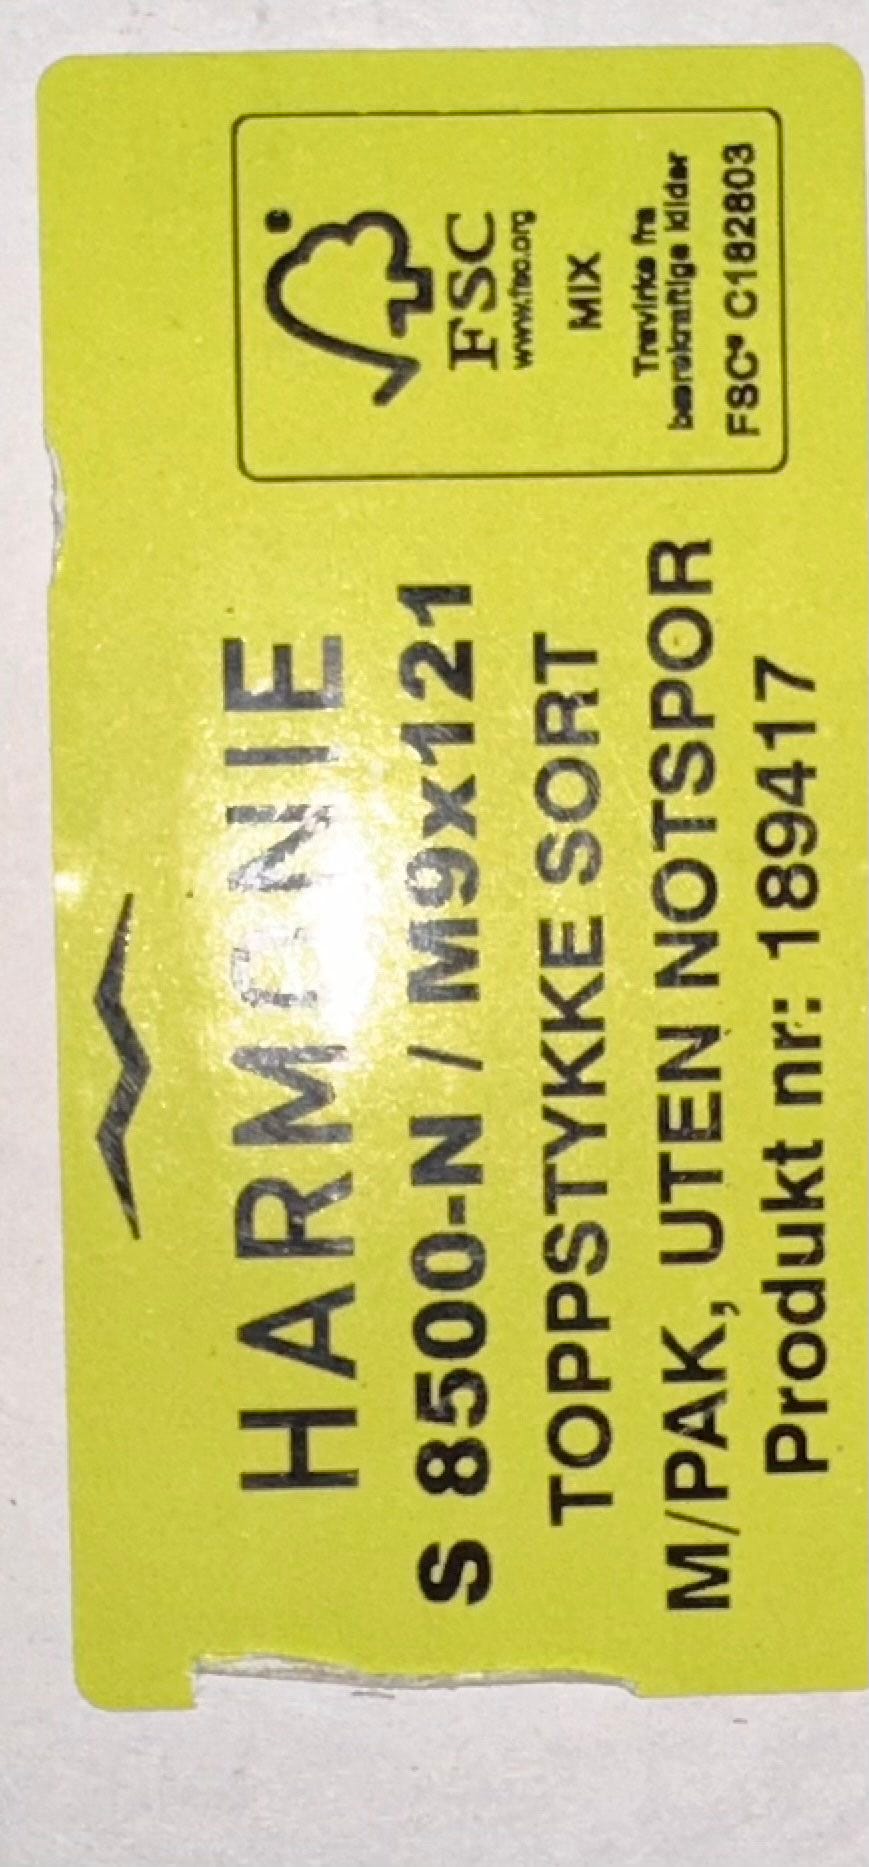 HARMONIE
S 8500-N / M9x121
TOPPSTYKKE SORT
M/PAK, UTEN NOTSPOR
Produkt nr: 189417
®
FSC
www.fsc.org
MIX
Trevirke fra
bærekraftige kilder
FSC® C182803